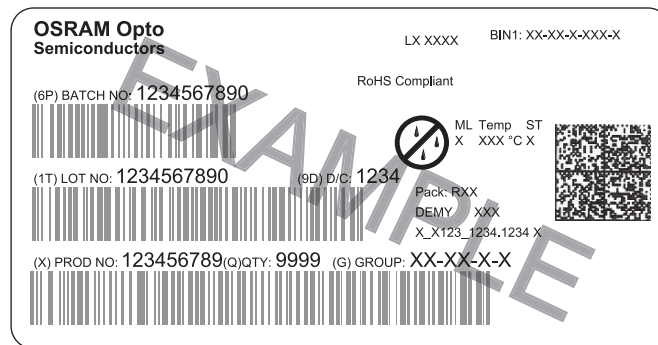 OSRAM Opto
Semiconductors
LX XXXX
BIN1: XX-XX-X-XXX-X
RoHS Compliant
(6P) BATCH NO: 1234567890
ML Temp ST
X XXX °C X
(1T) LOT NO: 1234567890 (9D) D/C: 1234
Pack: RXX
DEMY XXX
X_X123_1234.1234 X
(X) PROD NO: 123456789(Q)QTY: 9999 (G) GROUP: XX-XX-X-X
EXAMPLE